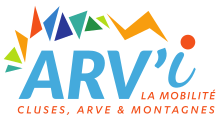 ARV'i
LA MOBILITÉ
CLUSES, ARVE & MONTAGNES